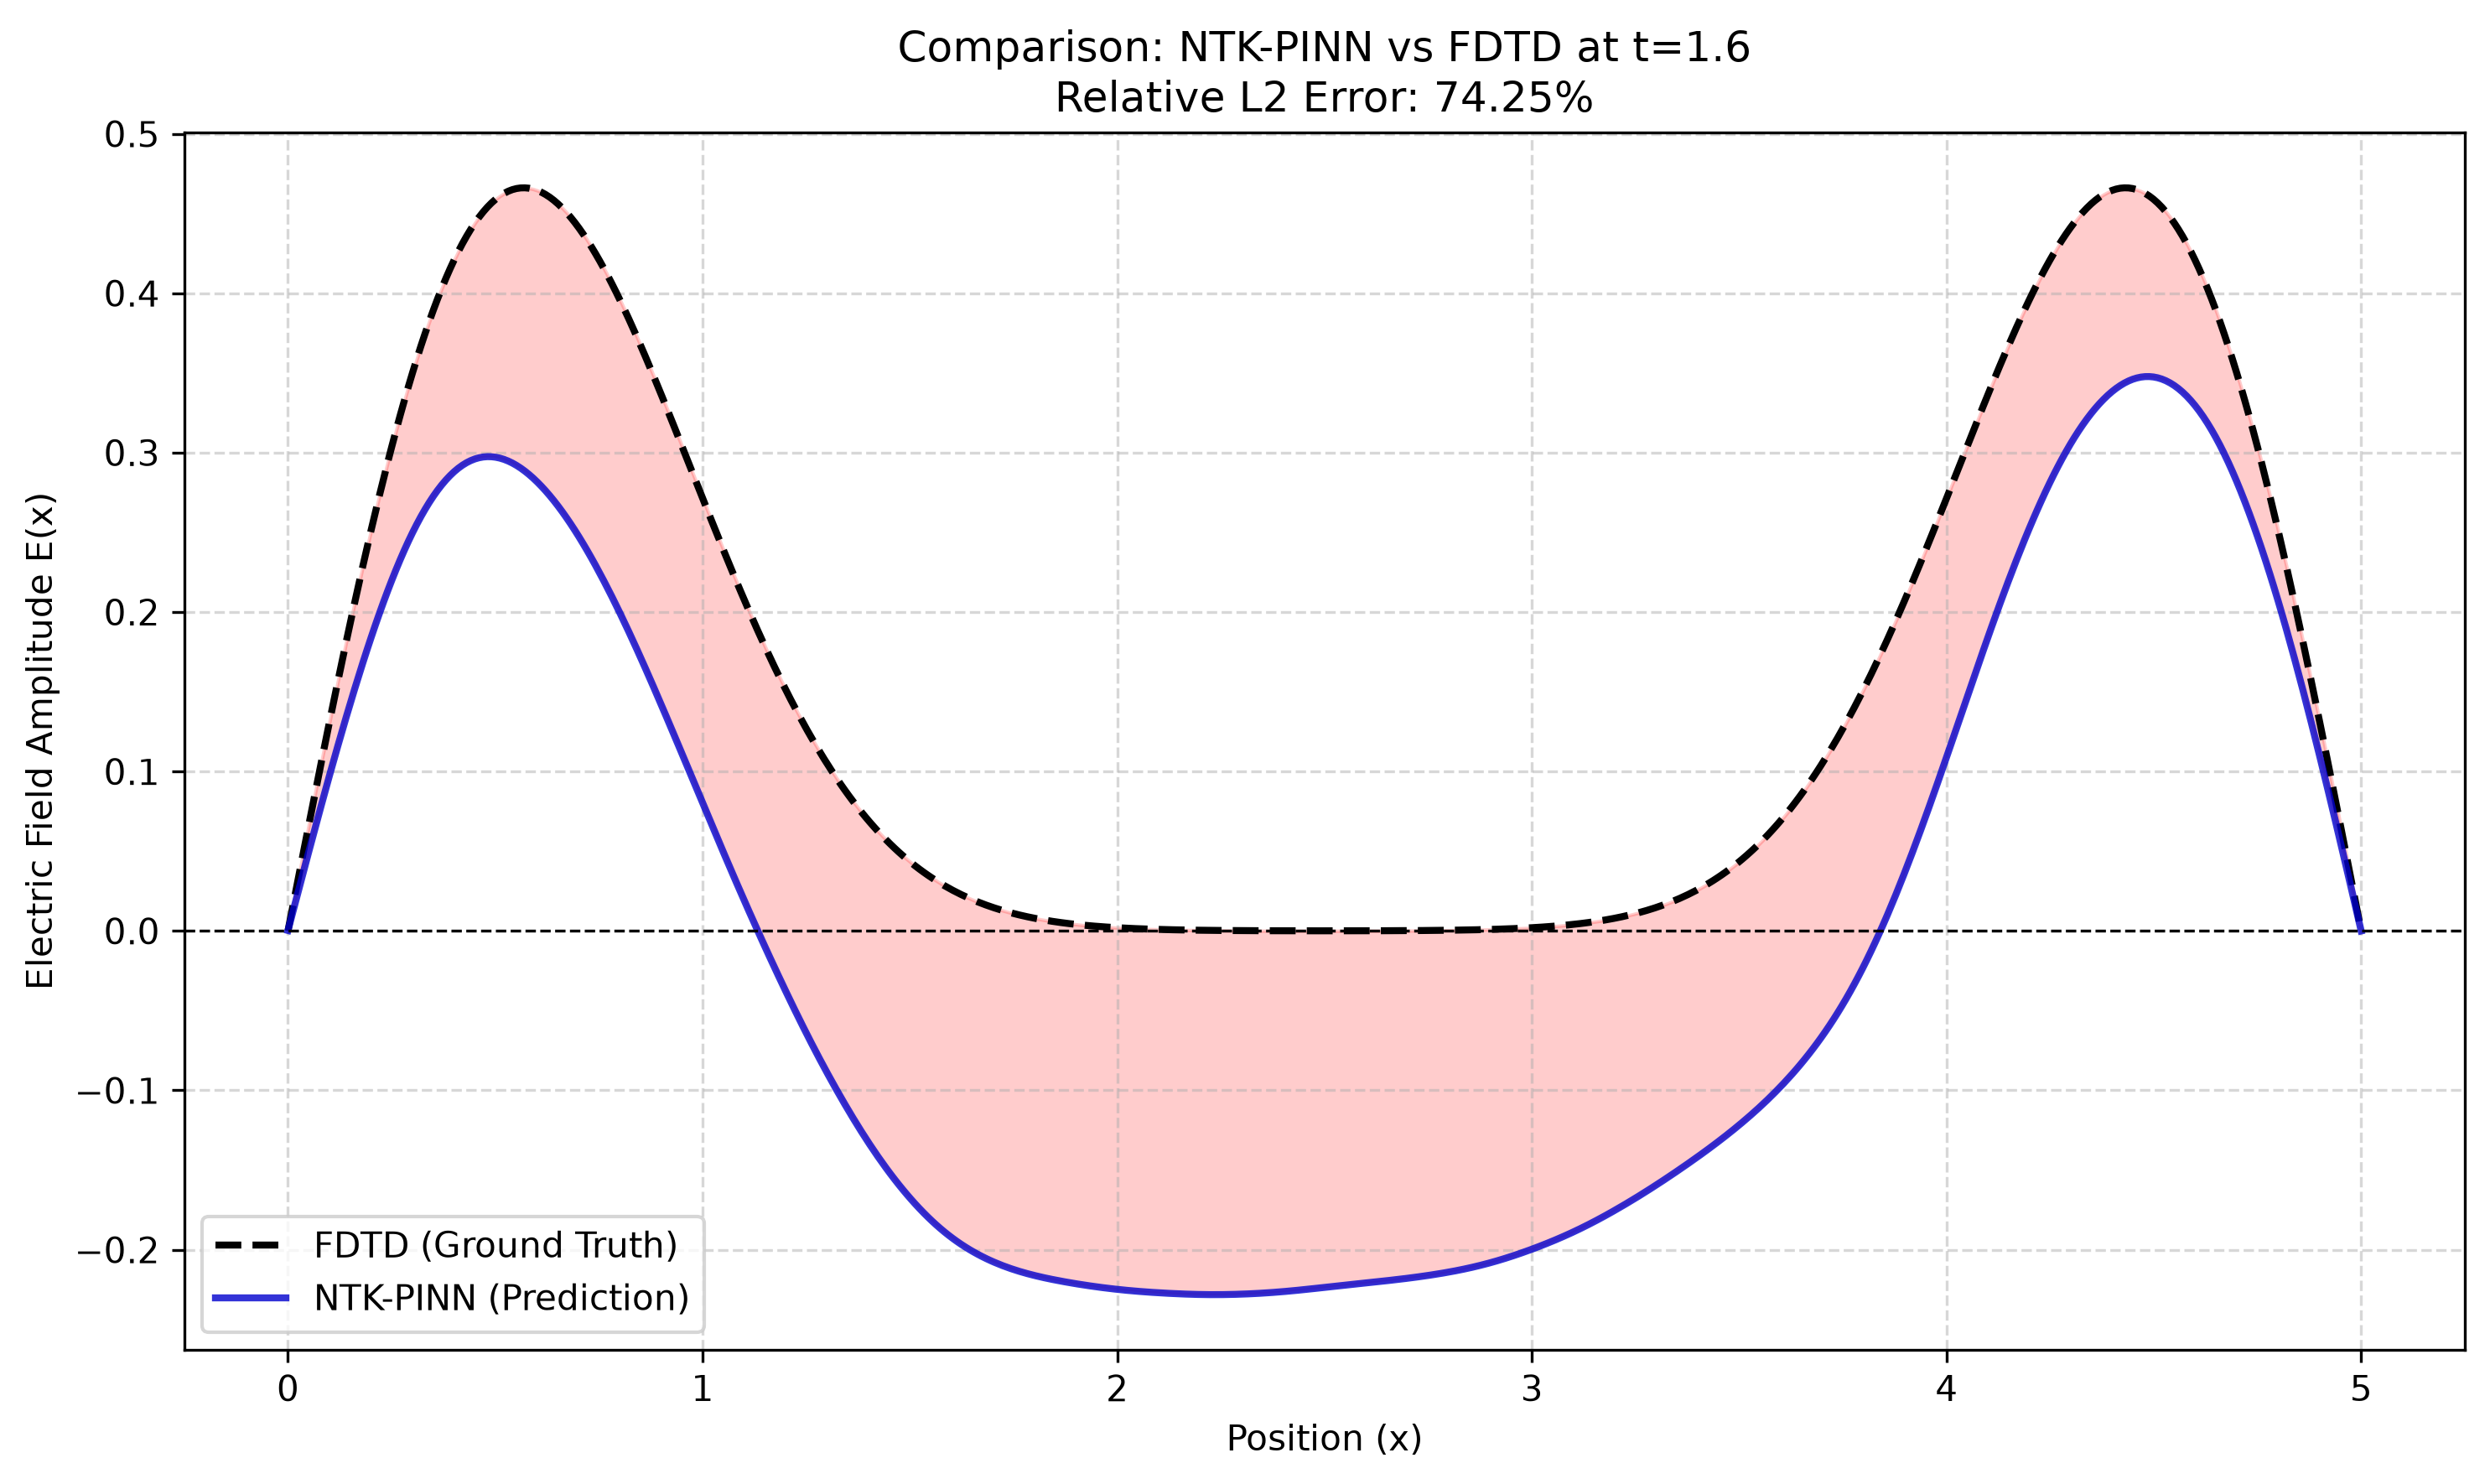 Comparison: NTK-PINN vs FDTD at t=1.6
Relative L2 Error: 74.25%
Electric Field Amplitude E(x)
0.5
0.4
0.3
0.2
0.1
0.0
−0.1
−0.2
FDTD (Ground Truth)
NTK-PINN (Prediction)
0 1 2 3 4 5
Position (x)